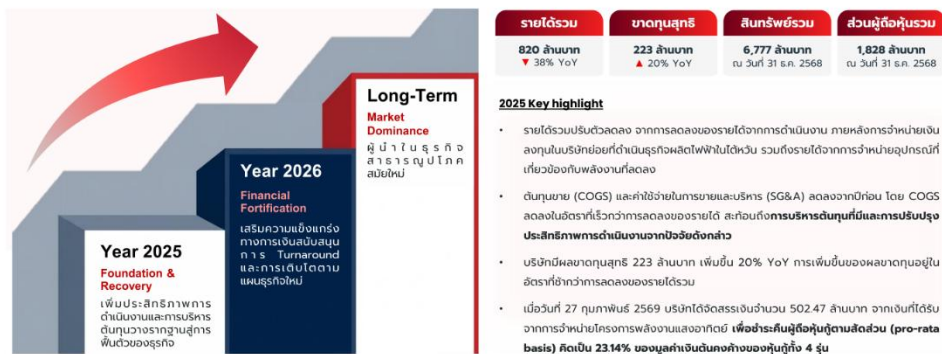 Year 2025
Foundation &
Recovery
เพิ่มประสิทธิภาพการ
ดำเนินงานและการบริหาร
ต้นทุนวางรากฐานสู่การ
ฟื้นตัวของธุรกิจ
Year 2026
Financial
Fortification
เสริมความแข็งแกร่ง
ทางการเงินสนับสนุน
การ Turnaround
และการเติบโตตาม
แผนธุรกิจใหม่
Long-Term
Market
Dominance
ผู้นำในธุรกิจ
สาธารณูปโภค
สมัยใหม่
รายได้รวม
820 ล้านบาท
▼ 38% YoY
ขาดทุนสุทธิ
223 ล้านบาท
▲ 20% YoY
สินทรัพย์รวม
6,777 ล้านบาท
ณ วันที่ 31 ธ.ค. 2568
ส่วนผู้ถือหุ้นรวม
1,828 ล้านบาท
ณ วันที่ 31 ธ.ค. 2568
2025 Key highlight
• รายได้รวมปรับตัวลดลง จากการลดลงของรายได้จากการดำเนินงาน ภายหลังการจำหน่ายเงิน
ลงทุนในบริษัทย่อยที่ดำเนินธุรกิจผลิตไฟฟ้าในไต้หวัน รวมถึงรายได้จากการจำหน่ายอุปกรณ์ที่
เกี่ยวข้องกับพลังงานที่ลดลง
• ต้นทุนขาย (COGS) และค่าใช้จ่ายในการขายและบริหาร (SG&A) ลดลงจากปีก่อน โดย COGS
ลดลงในอัตราที่เร็วกว่าการลดลงของรายได้ สะท้อนถึงการบริหารต้นทุนที่มีและการปรับปรุง
ประสิทธิภาพการดำเนินงานจากปัจจัยดังกล่าว
• บริษัทมีผลขาดทุนสุทธิ 223 ล้านบาท เพิ่มขึ้น 20% YoY การเพิ่มขึ้นของผลขาดทุนอยู่ใน
อัตราที่ช้ากว่าการลดลงของรายได้รวม
• เมื่อวันที่ 27 กุมภาพันธ์ 2569 บริษัทได้จัดสรรเงินจำนวน 502.47 ล้านบาท จากเงินที่ได้รับ
จากการจำหน่ายโครงการพลังงานแสงอาทิตย์ เพื่อชำระคืนผู้ถือหุ้นกู้ตามสัดส่วน (pro-rata
basis) คิดเป็น 23.14% ของมูลค่าเงินต้นคงค้างของหุ้นกู้ทั้ง 4 รุ่น